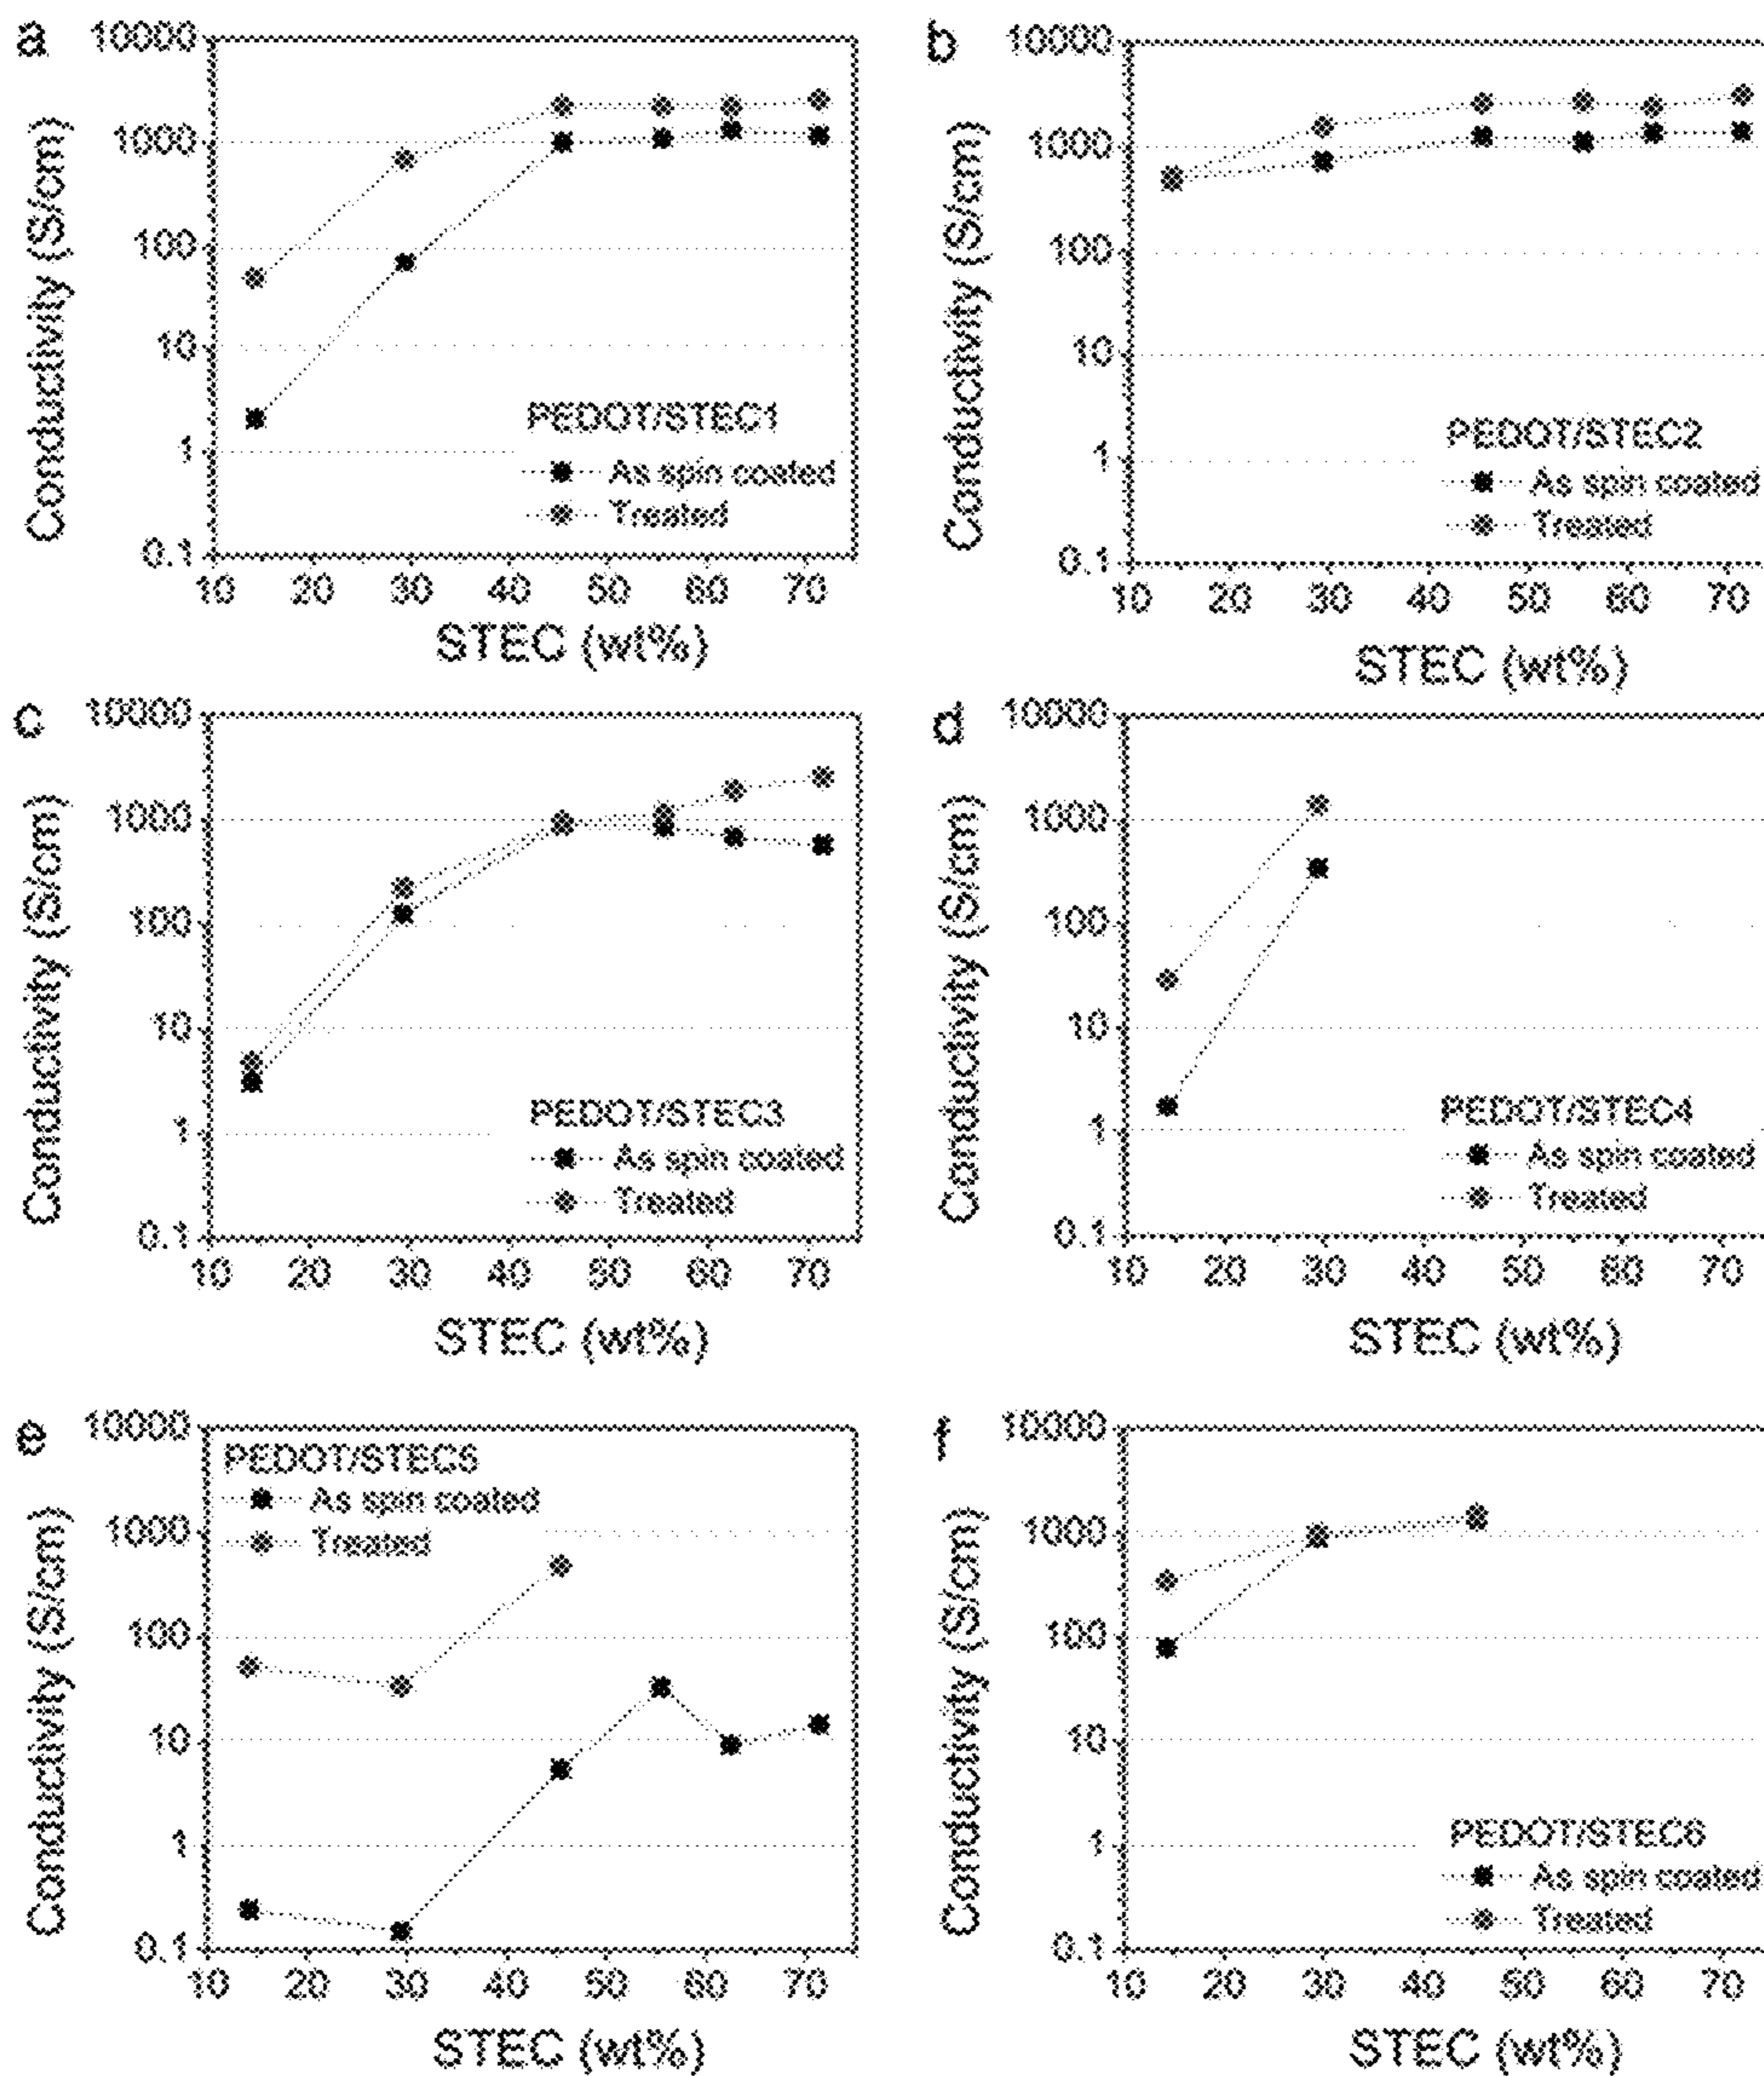 a
10000
1000
100
10
1
0.1
Conductivity (S/cm)
PEDOT/STEC1
As spin coated
Treated
10 20 30 40 50 60 70
STEC (wt%)
b
10000
1000
100
10
1
0.1
Conductivity (S/cm)
PEDOT/STEC2
As spin coated
Treated
10 20 30 40 50 60 70
STEC (wt%)
c
10000
1000
100
10
1
0.1
Conductivity (S/cm)
PEDOT/STEC3
As spin coated
Treated
10 20 30 40 50 60 70
STEC (wt%)
d
10000
1000
100
10
1
0.1
Conductivity (S/cm)
PEDOT/STEC4
As spin coated
Treated
10 20 30 40 50 60 70
STEC (wt%)
e
10000
1000
100
10
1
0.1
Conductivity (S/cm)
PEDOT/STEC5
As spin coated
Treated
10 20 30 40 50 60 70
STEC (wt%)
f
10000
1000
100
10
1
0.1
Conductivity (S/cm)
PEDOT/STEC6
As spin coated
Treated
10 20 30 40 50 60 70
STEC (wt%)